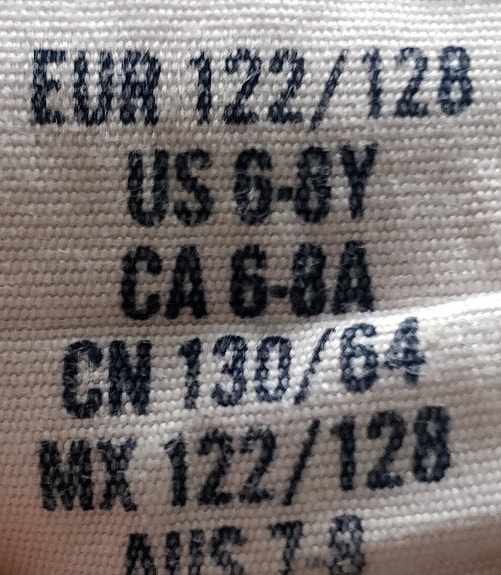 EUR 122/128
US 6-8Y
CA 6-8A
CN 130/64
MX 122/128
AUS 7-8